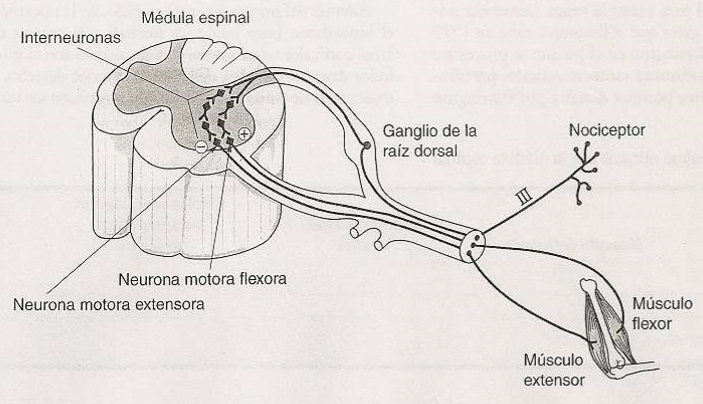 Médula espinal
Interneuronas
Ganglio de la
raíz dorsal
Nociceptor
III
+
−
Neurona motora flexora
Neurona motora extensora
Músculo
flexor
Músculo
extensor